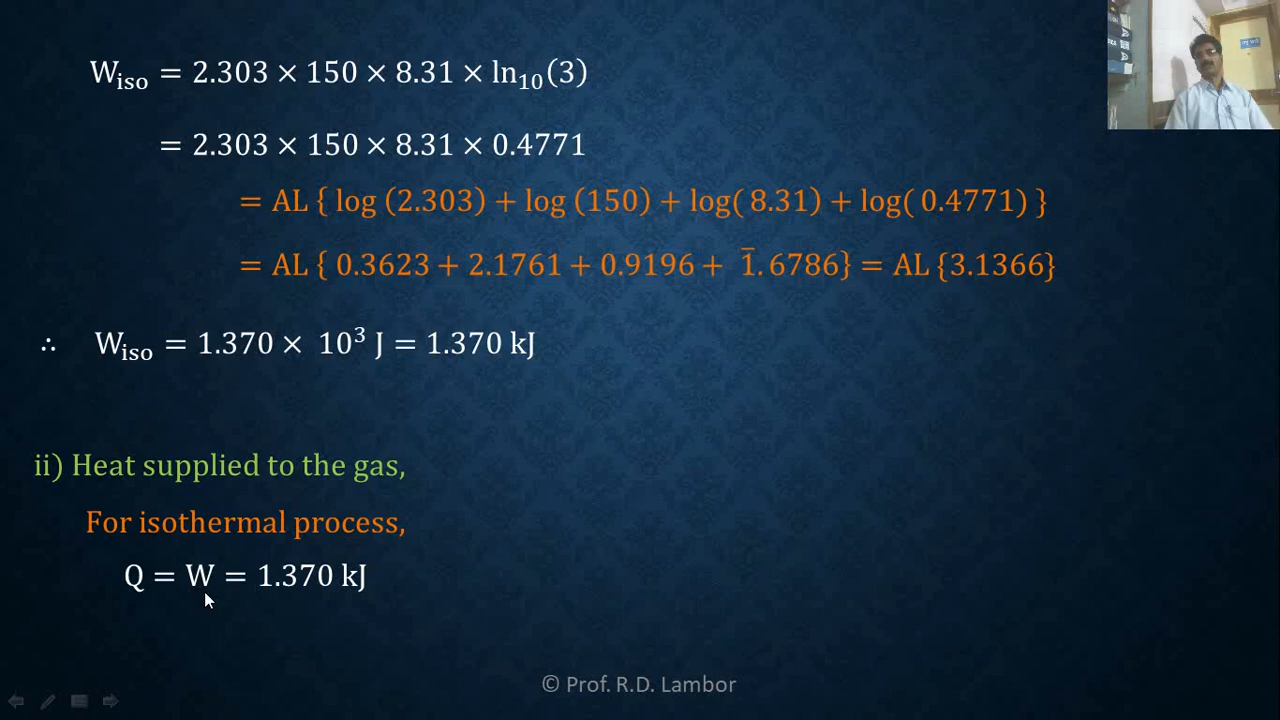 W_iso = 2.303 × 150 × 8.31 × ln₁₀(3)
= 2.303 × 150 × 8.31 × 0.4771
= AL { log (2.303) + log (150) + log( 8.31) + log( 0.4771) }
= AL { 0.3623 + 2.1761 + 0.9196 + 1̄. 6786} = AL {3.1366}
∴ W_iso = 1.370 × 10³ J = 1.370 kJ
ii) Heat supplied to the gas,
For isothermal process,
Q = W = 1.370 kJ
© Prof. R.D. Lambor